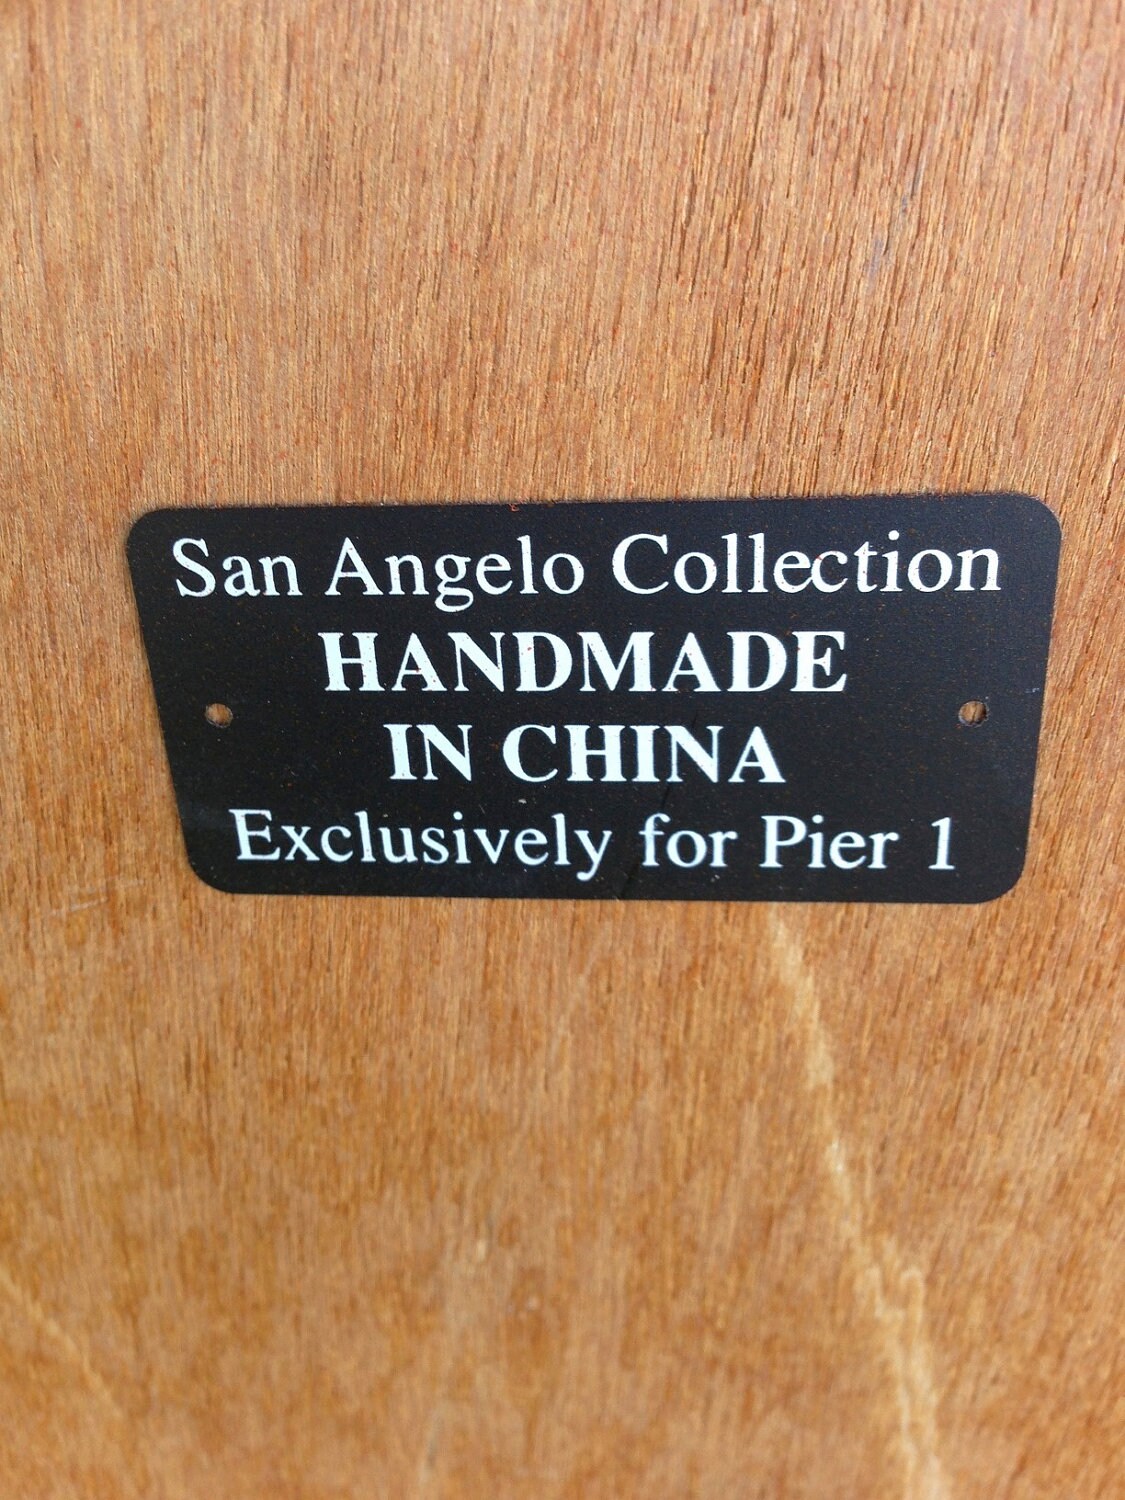 San Angelo Collection
HANDMADE
IN CHINA
Exclusively for Pier 1